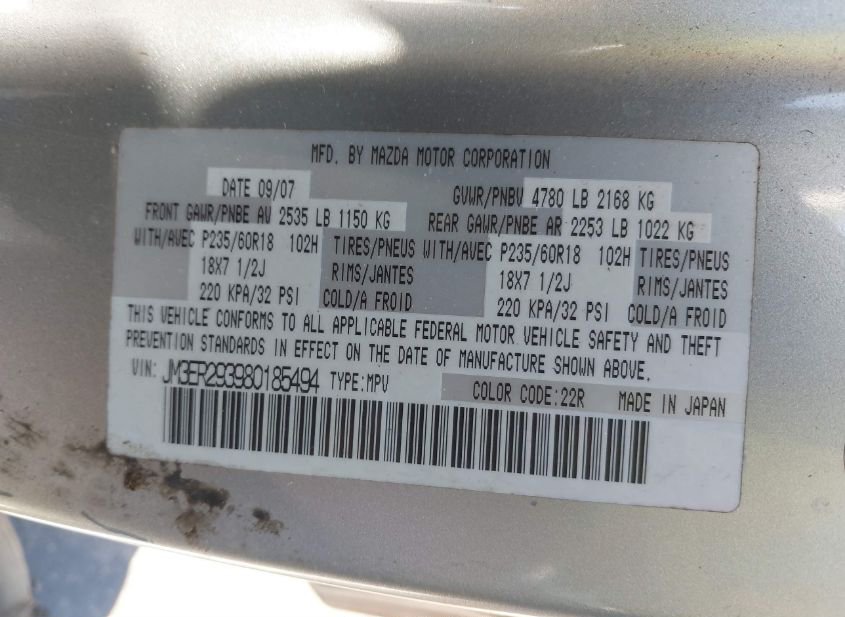 MFD. BY MAZDA MOTOR CORPORATION
DATE 09/07 GVWR/PNBV 4780 LB 2168 KG
FRONT GAWR/PNBE AV 2535 LB 1150 KG REAR GAWR/PNBE AR 2253 LB 1022 KG
WITH/AVEC P235/60R18 102H TIRES/PNEUS WITH/AVEC P235/60R18 102H TIRES/PNEUS
18X7 1/2J RIMS/JANTES 18X7 1/2J RIMS/JANTES
220 KPA/32 PSI COLD/A FROID 220 KPA/32 PSI COLD/A FROID
THIS VEHICLE CONFORMS TO ALL APPLICABLE FEDERAL MOTOR VEHICLE SAFETY AND THEFT
PREVENTION STANDARDS IN EFFECT ON THE DATE OF MANUFACTURE SHOWN ABOVE.
VIN: JM3ER293980185494 TYPE:MPV COLOR CODE:22R MADE IN JAPAN